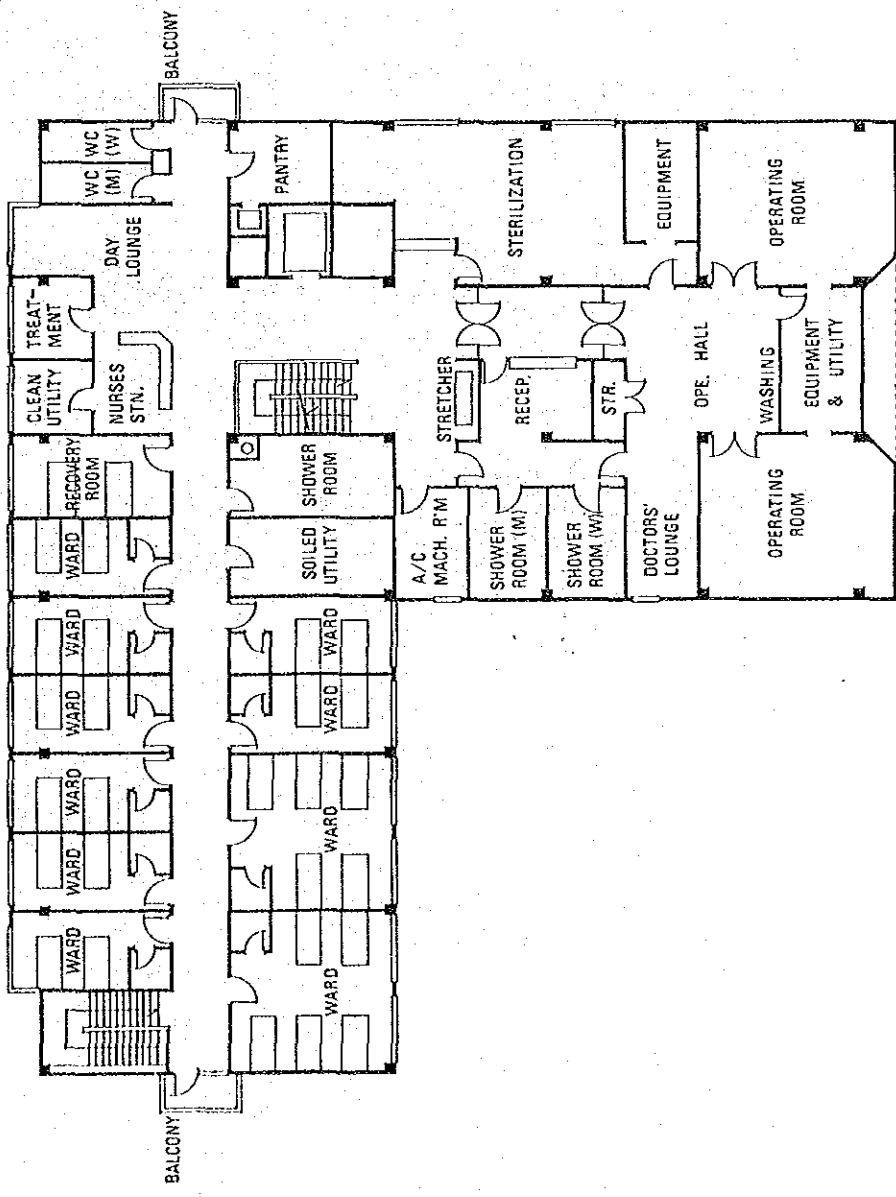 WARD
WARD
WARD
WARD
WARD
WARD
RECOVERY
ROOM
CLEAN
UTILITY
TREAT-
MENT
WC
(M)
WC
(W)
NURSES
STN.
DAY
LOUNGE
BALCONY
BALCONY
WARD
WARD
WARD
WARD
SOILED
UTILITY
SHOWER
ROOM
PANTRY
A/C
MACH. R'M
STRETCHER
SHOWER
ROOM (M)
RECEP.
STERILIZATION
SHOWER
ROOM (W)
STR.
DOCTORS'
LOUNGE
EQUIPMENT
OPE. HALL
OPERATING
ROOM
WASHING
EQUIPMENT
& UTILITY
OPERATING
ROOM